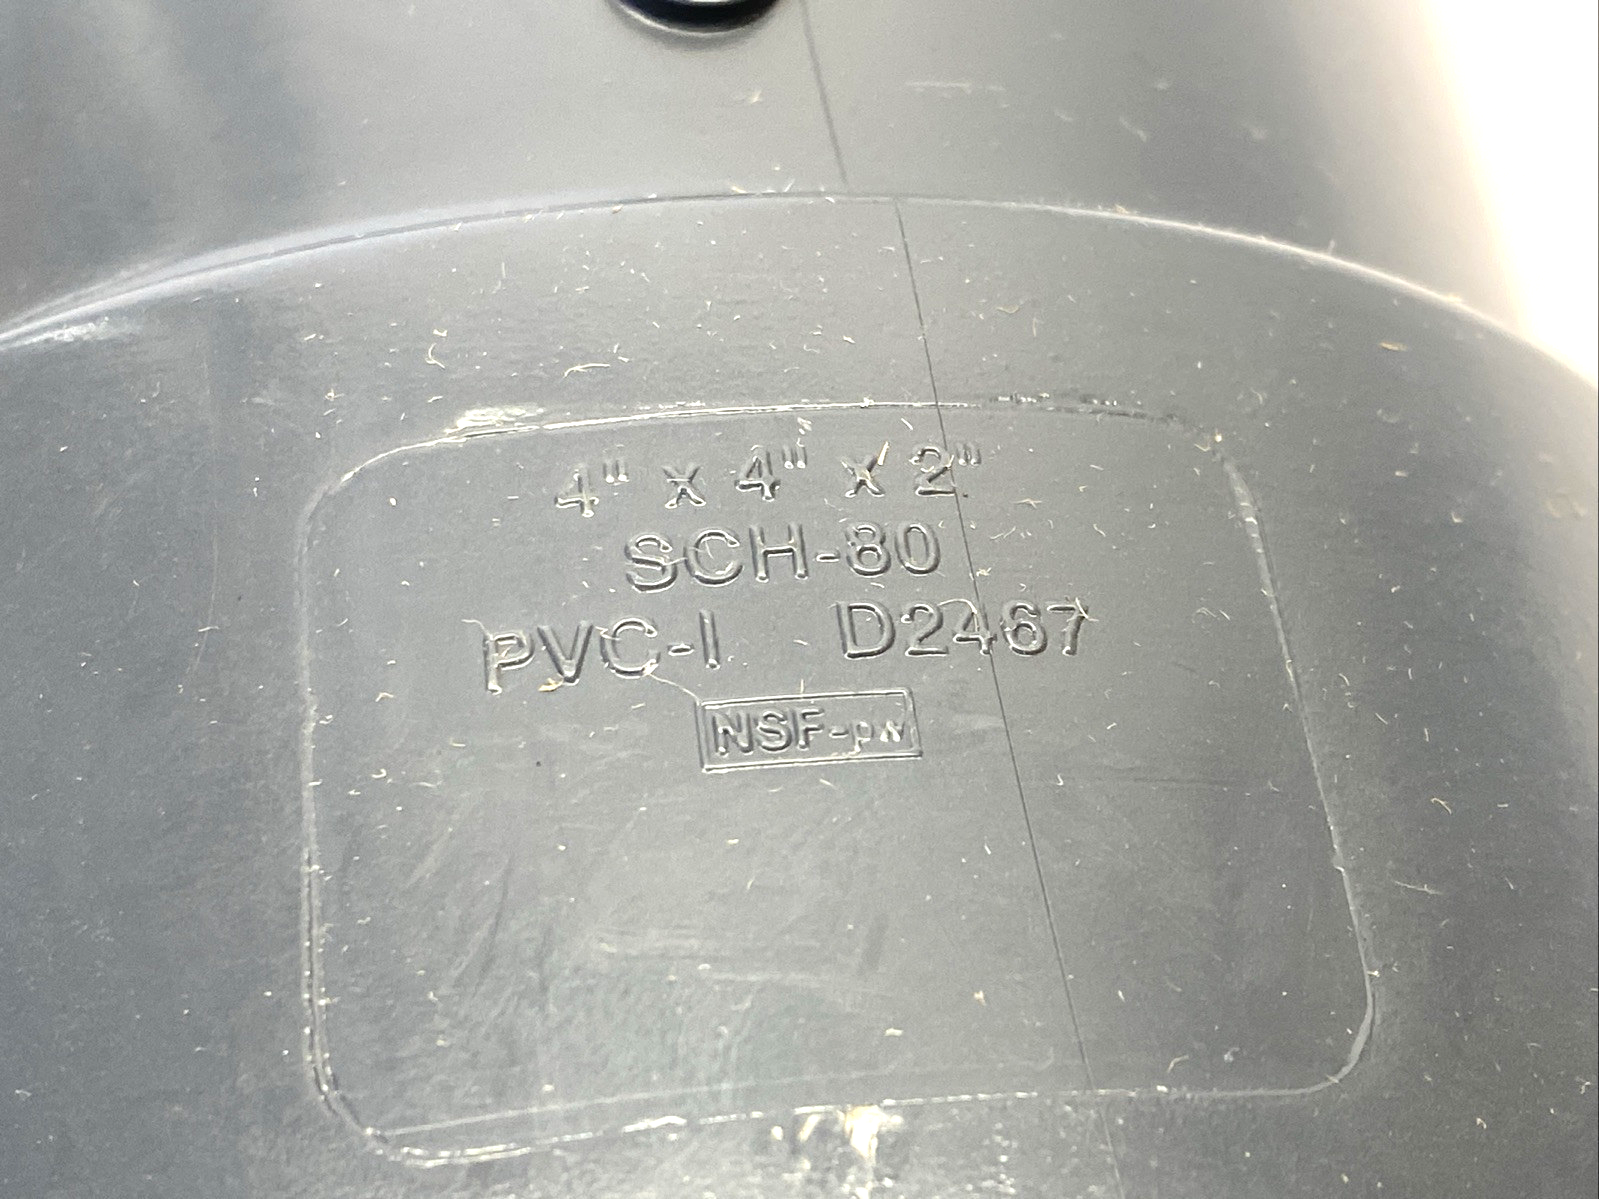 4" x 4" x 2"
SCH-80
PVC-I D2467
NSF-pw